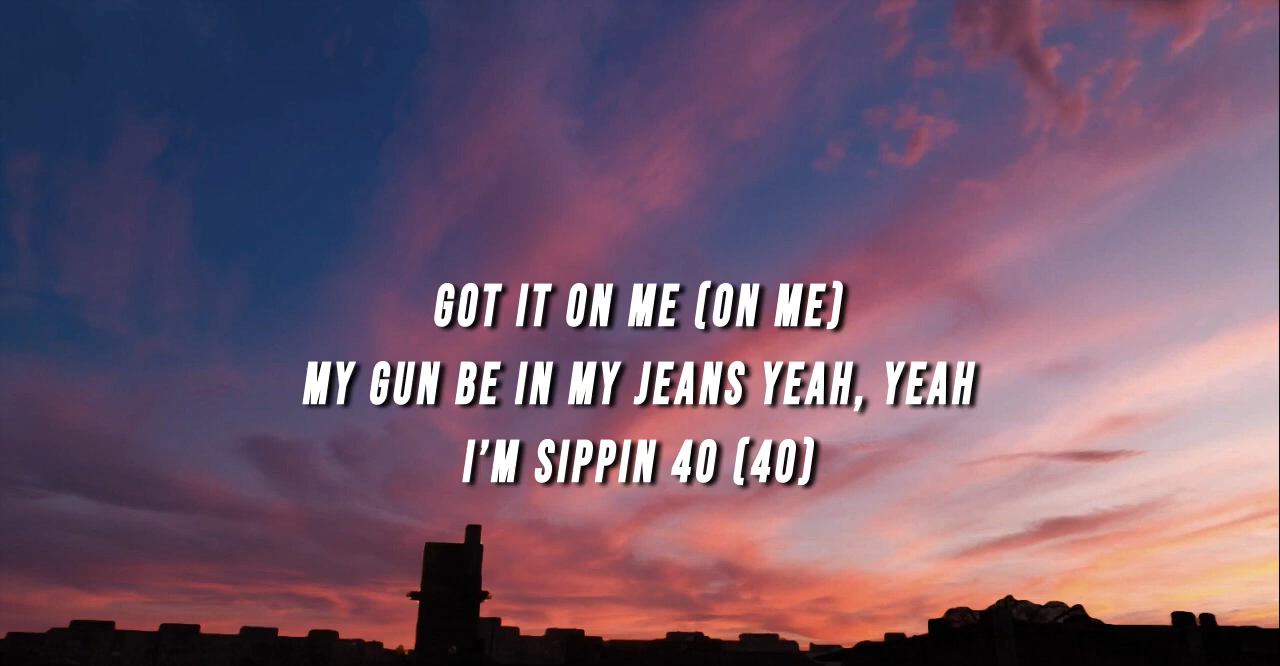 GOT IT ON ME (ON ME)
MY GUN BE IN MY JEANS YEAH, YEAH
I'M SIPPIN 40 (40)